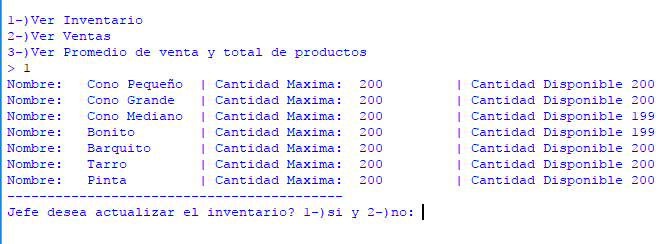 1-)Ver Inventario
2-)Ver Ventas
3-)Ver Promedio de venta y total de productos
> 1
Nombre:   Cono Pequeño  | Cantidad Maxima:  200         | Cantidad Disponible 200
Nombre:   Cono Grande   | Cantidad Maxima:  200         | Cantidad Disponible 200
Nombre:   Cono Mediano  | Cantidad Maxima:  200         | Cantidad Disponible 199
Nombre:   Bonito        | Cantidad Maxima:  200         | Cantidad Disponible 199
Nombre:   Barquito      | Cantidad Maxima:  200         | Cantidad Disponible 200
Nombre:   Tarro         | Cantidad Maxima:  200         | Cantidad Disponible 200
Nombre:   Pinta         | Cantidad Maxima:  200         | Cantidad Disponible 200
------------------------------------------
Jefe desea actualizar el inventario? 1-)si y 2-)no: